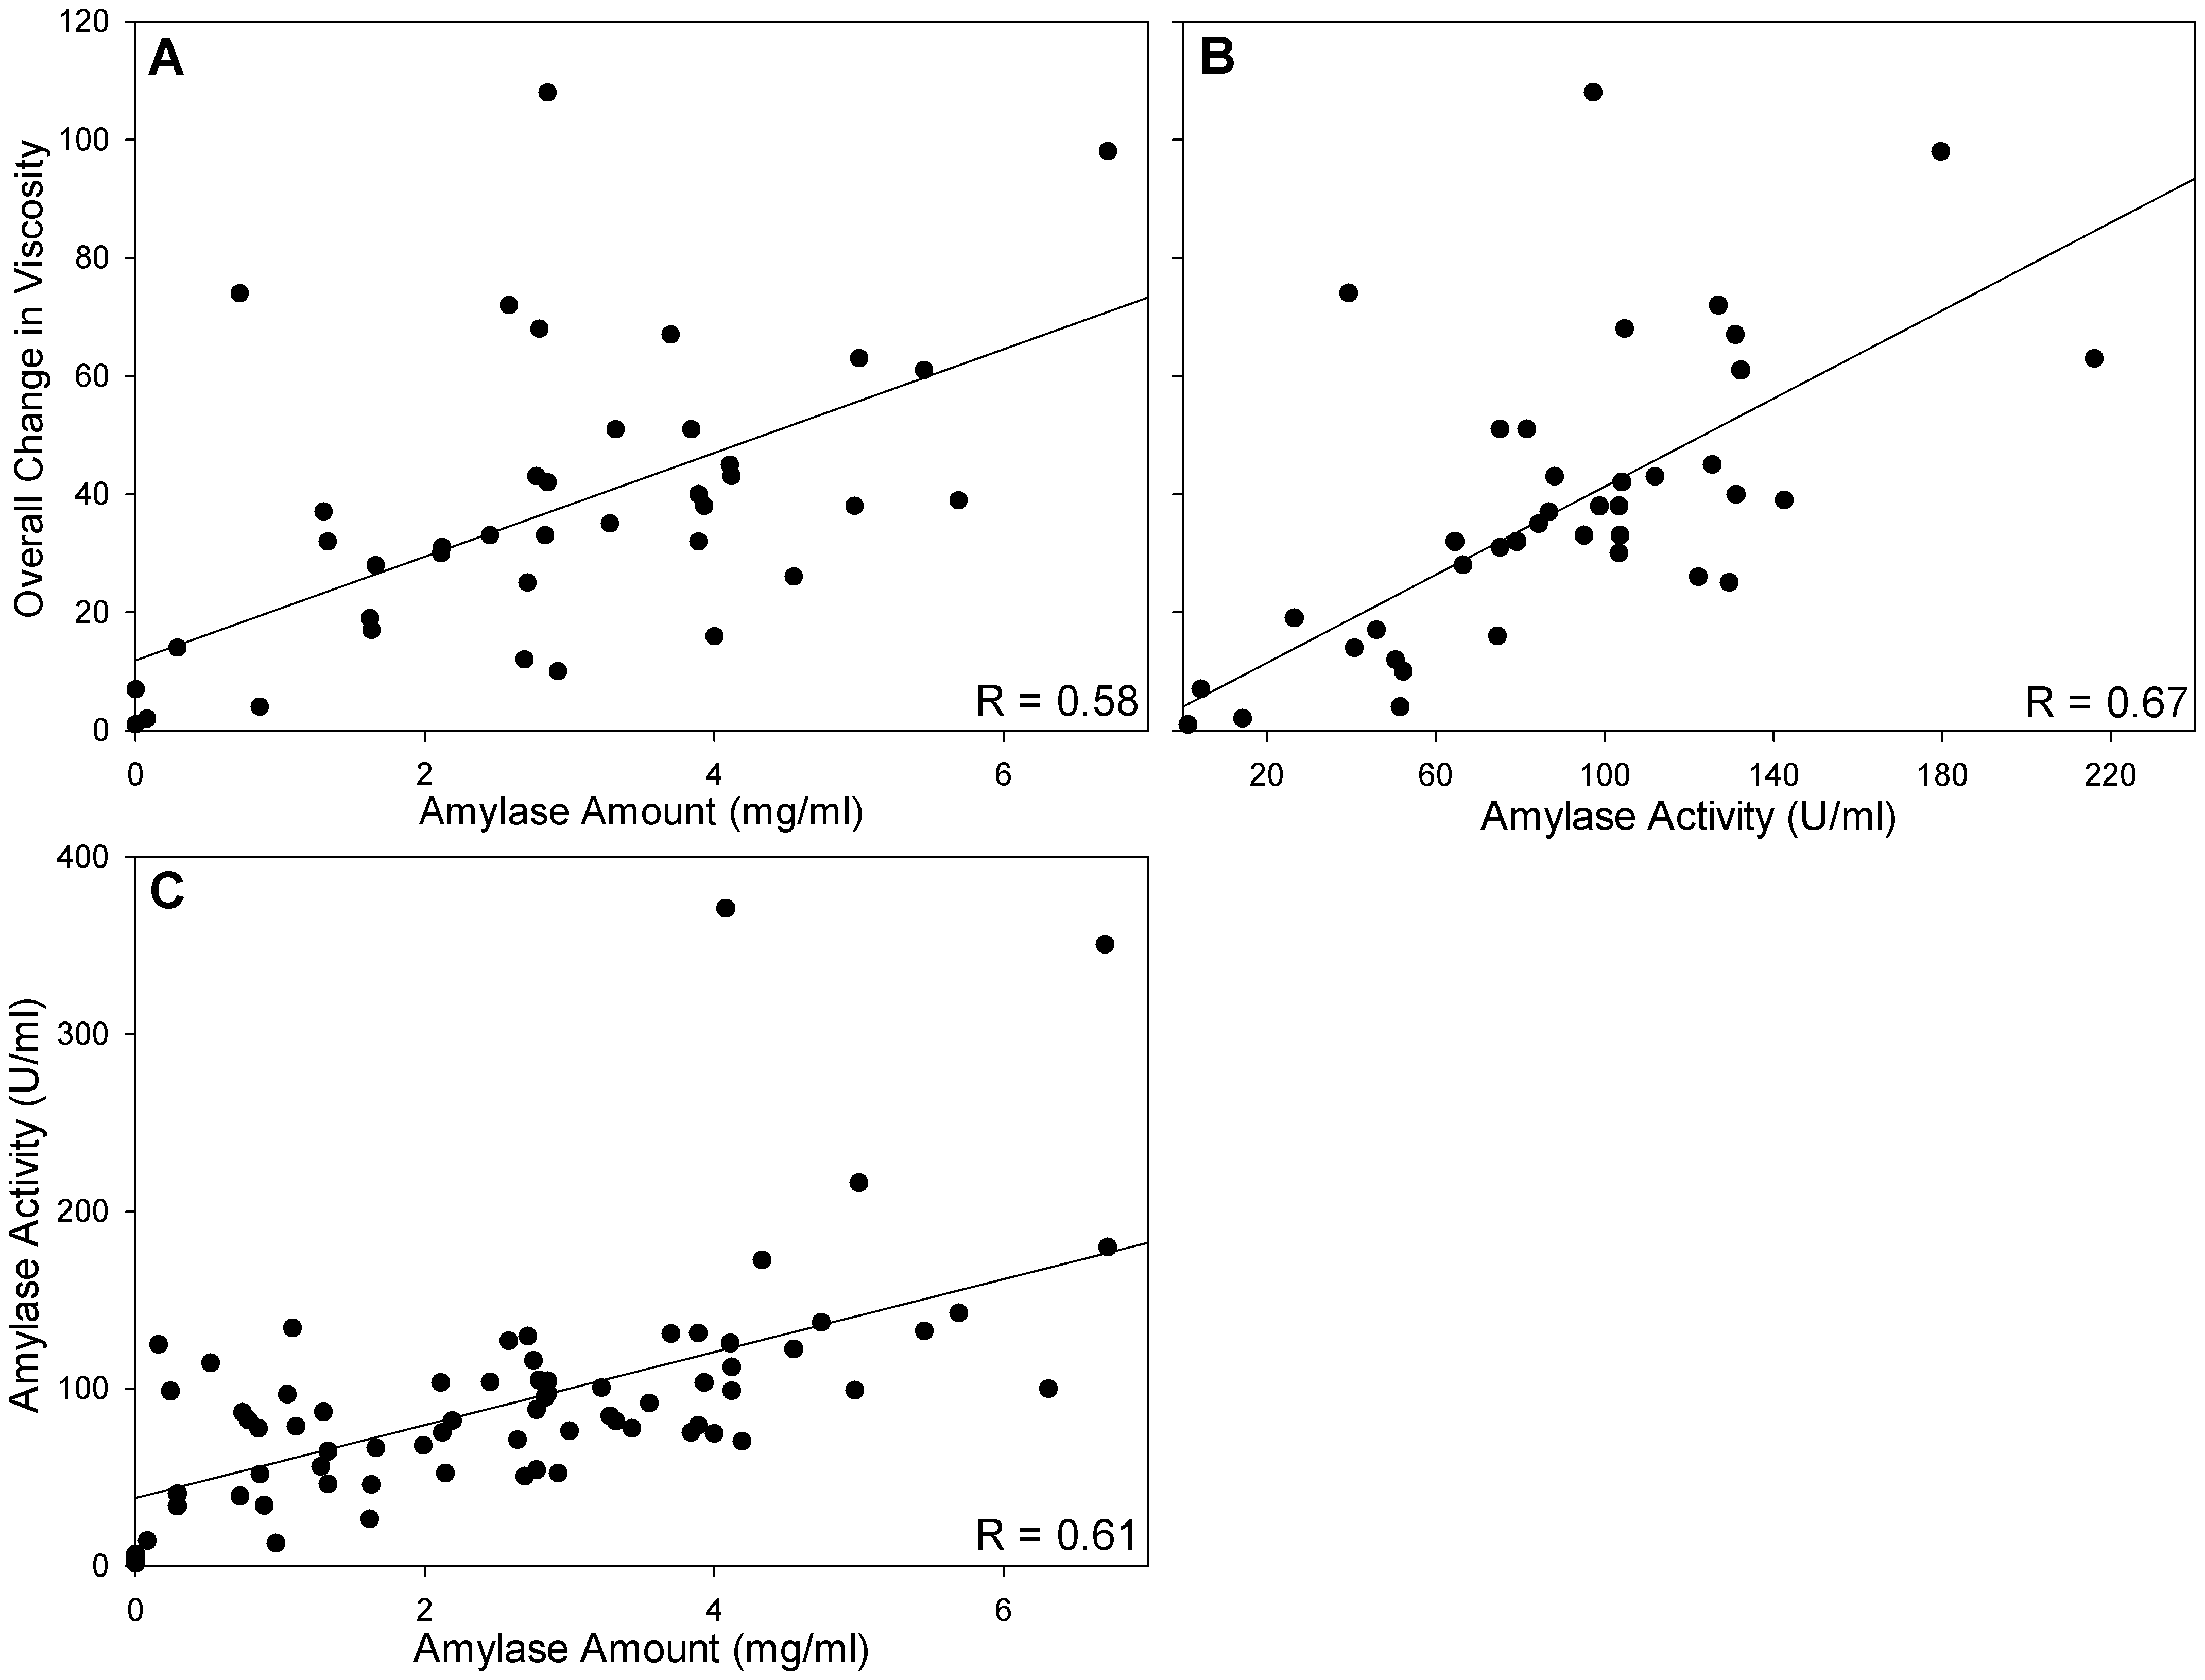 A
B
120
100
80
60
40
20
0
Overall Change in Viscosity
R = 0.58
R = 0.67
0 2 4 6
20 60 100 140 180 220
Amylase Amount (mg/ml)
Amylase Activity (U/ml)
C
400
300
200
100
0
Amylase Activity (U/ml)
R = 0.61
0 2 4 6
Amylase Amount (mg/ml)